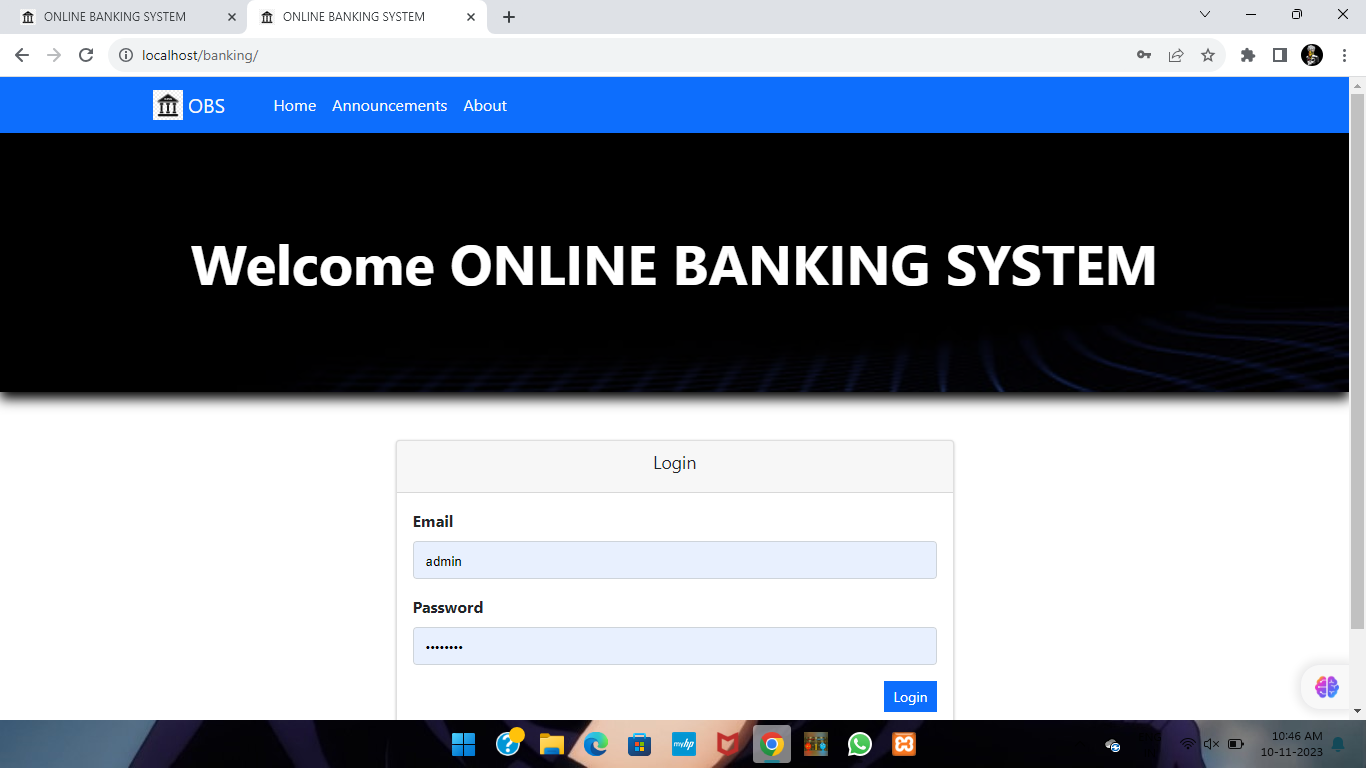 ONLINE BANKING SYSTEM
ONLINE BANKING SYSTEM
localhost/banking/
OBS Home Announcements About
Welcome ONLINE BANKING SYSTEM
Login
Email
admin
Password
••••••••
Login
myhp
10:46 AM
10-11-2023